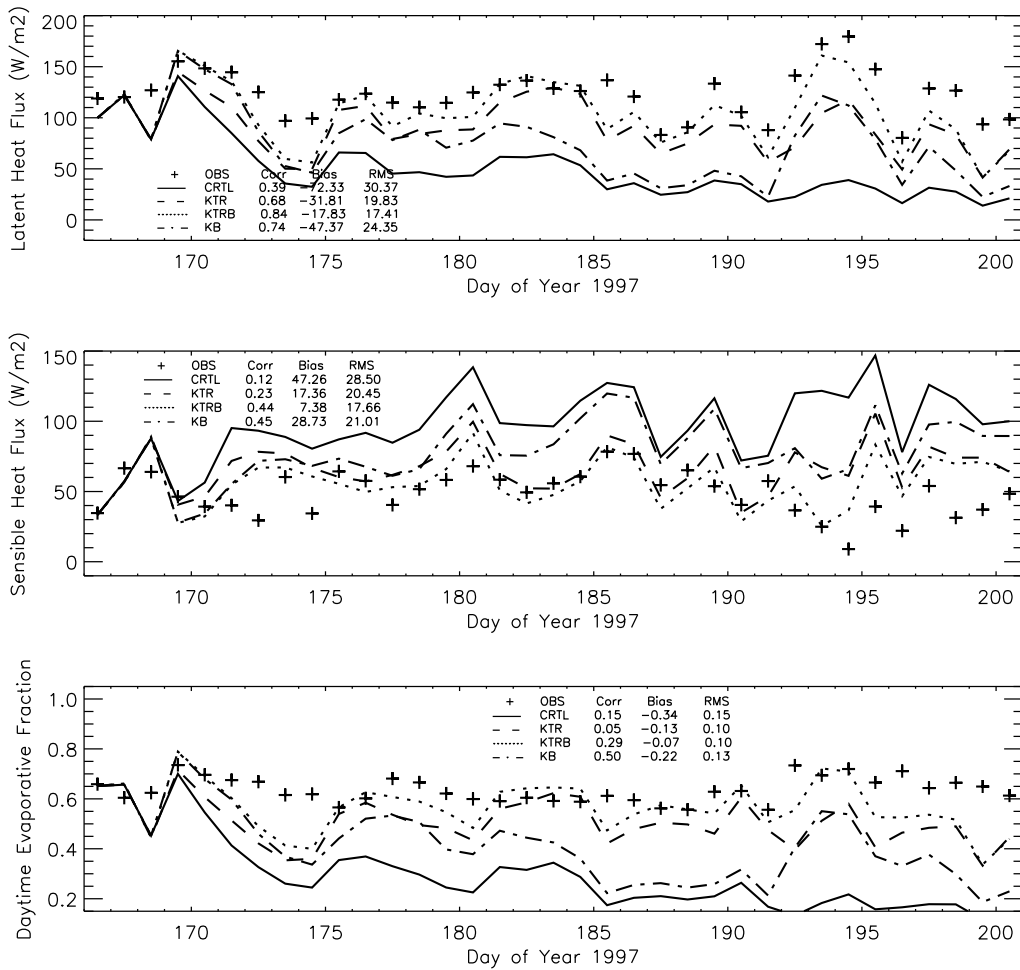 200
150
100
50
0
Latent Heat Flux (W/m2)
+ OBS Corr Bias RMS
CRTL 0.39 -72.33 30.37
KTR 0.68 -31.81 19.83
KTRB 0.84 -17.83 17.41
KB 0.74 -47.37 24.35
170 175 180 185 190 195 200
Day of Year 1997
150
100
50
0
Sensible Heat Flux (W/m2)
+ OBS Corr Bias RMS
CRTL 0.12 47.26 28.50
KTR 0.23 17.36 20.45
KTRB 0.44 7.38 17.66
KB 0.45 28.73 21.01
170 175 180 185 190 195 200
Day of Year 1997
1.0
0.8
0.6
0.4
0.2
Daytime Evaporative Fraction
+ OBS Corr Bias RMS
CRTL 0.15 -0.34 0.15
KTR 0.05 -0.13 0.10
KTRB 0.29 -0.07 0.10
KB 0.50 -0.22 0.13
170 175 180 185 190 195 200
Day of Year 1997